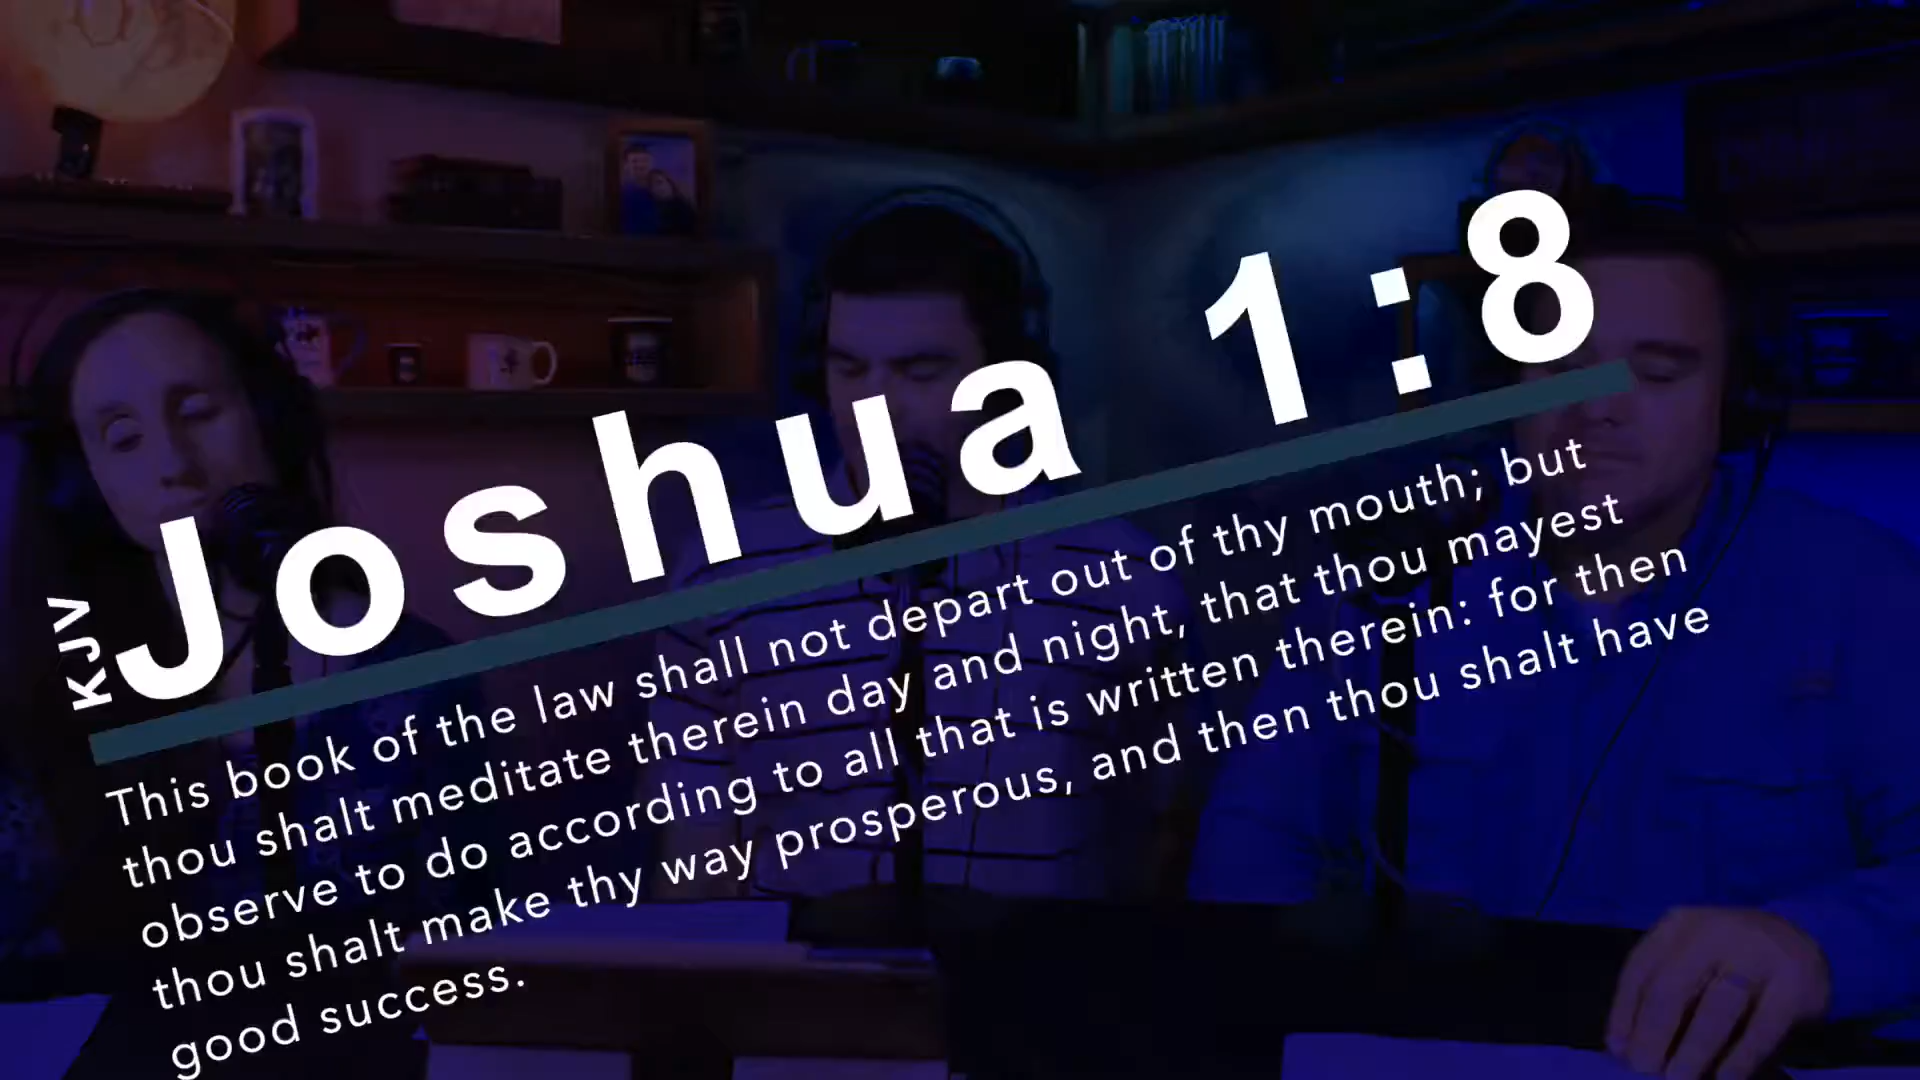 KJV
Joshua 1:8
This book of the law shall not depart out of thy mouth; but
thou shalt meditate therein day and night, that thou mayest
observe to do according to all that is written therein: for then
thou shalt make thy way prosperous, and then thou shalt have
good success.